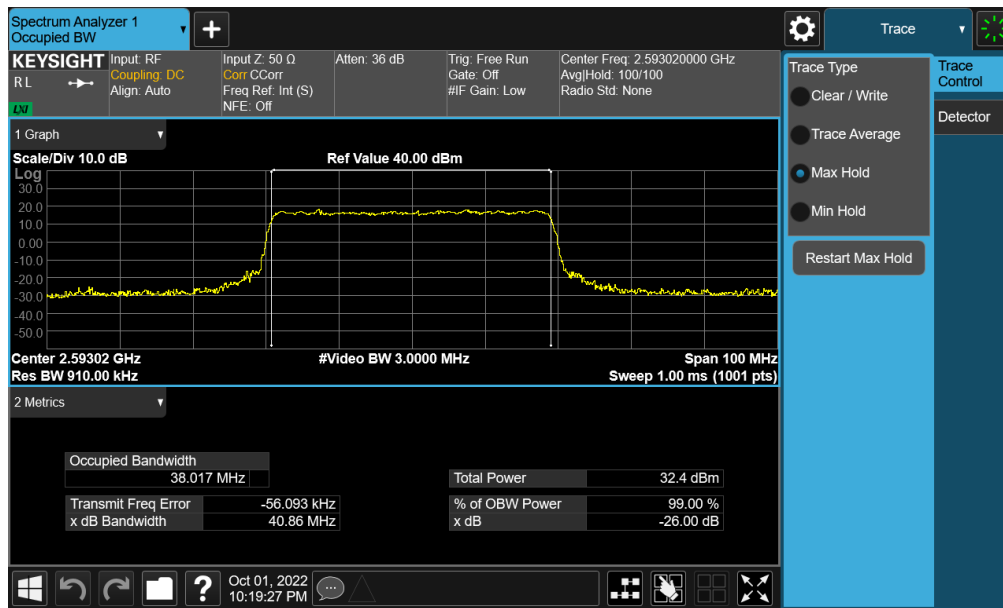 Spectrum Analyzer 1
Occupied BW
+
Trace
KEYSIGHT
R L
LXI
Input: RF
Coupling: DC
Align: Auto
Input Z: 50 Ω
Corr CCorr
Freq Ref: Int (S)
NFE: Off
Atten: 36 dB
Trig: Free Run
Gate: Off
#IF Gain: Low
Center Freq: 2.593020000 GHz
Avg|Hold: 100/100
Radio Std: None
Trace Type
Clear / Write
Trace Average
Max Hold
Min Hold
Restart Max Hold
Trace
Control
Detector
1 Graph
Scale/Div 10.0 dB
Ref Value 40.00 dBm
Log
30.0
20.0
10.0
0.00
-10.0
-20.0
-30.0
-40.0
-50.0
Center 2.59302 GHz
#Video BW 3.0000 MHz
Span 100 MHz
Res BW 910.00 kHz
Sweep 1.00 ms (1001 pts)
2 Metrics
Occupied Bandwidth
38.017 MHz
Total Power 32.4 dBm
Transmit Freq Error -56.093 kHz
% of OBW Power 99.00 %
x dB Bandwidth 40.86 MHz
x dB -26.00 dB
?
Oct 01, 2022
10:19:27 PM